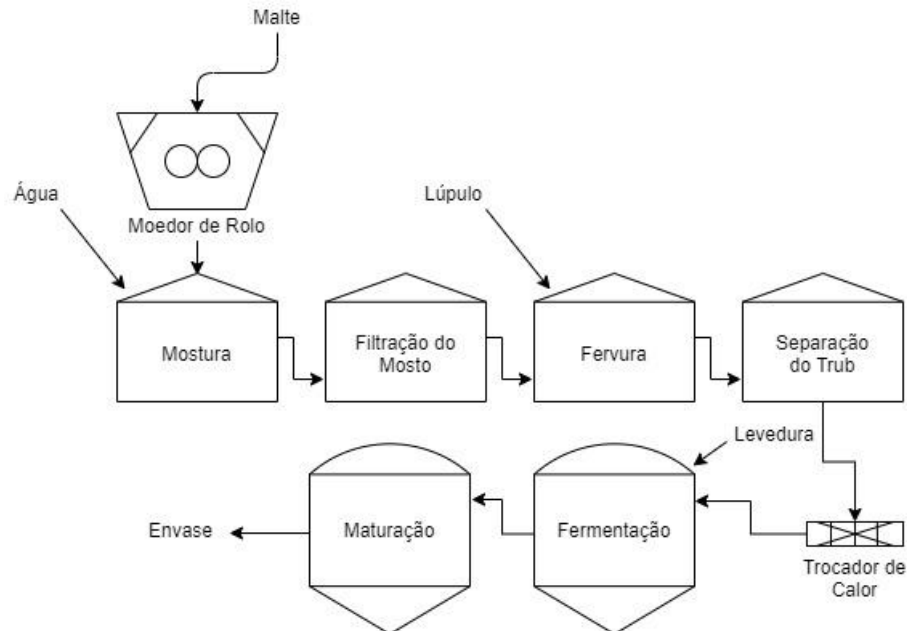 Malte
Água
Moedor de Rolo
Lúpulo
Mostura
Filtração do
Mosto
Fervura
Separação
do Trub
Levedura
Envase
Maturação
Fermentação
Trocador de
Calor